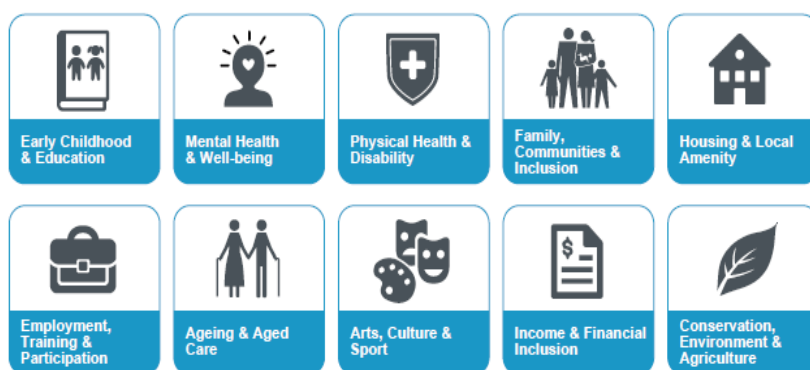 Early Childhood
& Education
Mental Health
& Well-being
Physical Health &
Disability
Family,
Communities &
Inclusion
Housing & Local
Amenity
$
Employment,
Training &
Participation
Ageing & Aged
Care
Arts, Culture &
Sport
Income & Financial
Inclusion
Conservation,
Environment &
Agriculture